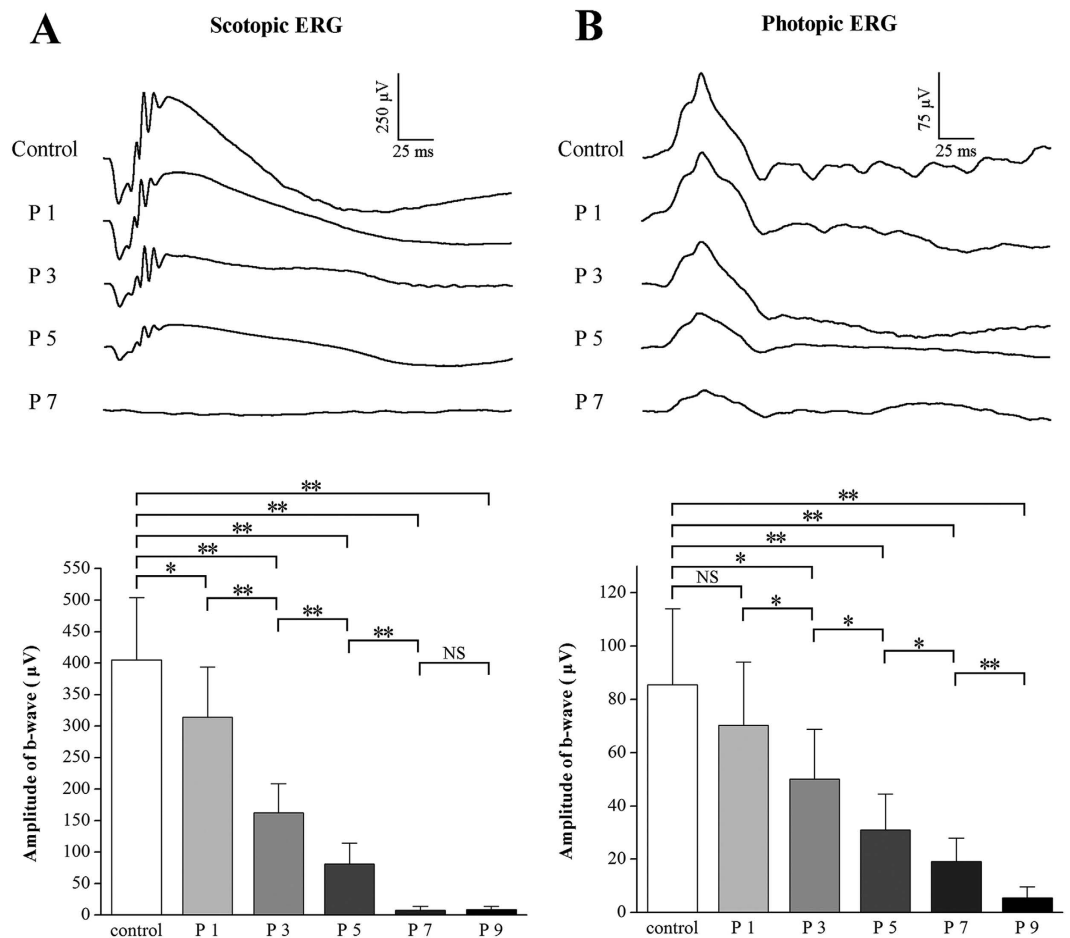 A
Scotopic ERG
250 µV
25 ms
Control
P 1
P 3
P 5
P 7
B
Photopic ERG
75 µV
25 ms
Control
P 1
P 3
P 5
P 7
**
**
**
**
*
**
**
**
NS
Amplitude of b-wave ( µV)
550
500
450
400
350
300
250
200
150
100
50
0
control
P 1
P 3
P 5
P 7
P 9
**
**
**
*
NS
*
*
*
**
Amplitude of b-wave ( µV)
120
100
80
60
40
20
0
control
P 1
P 3
P 5
P 7
P 9